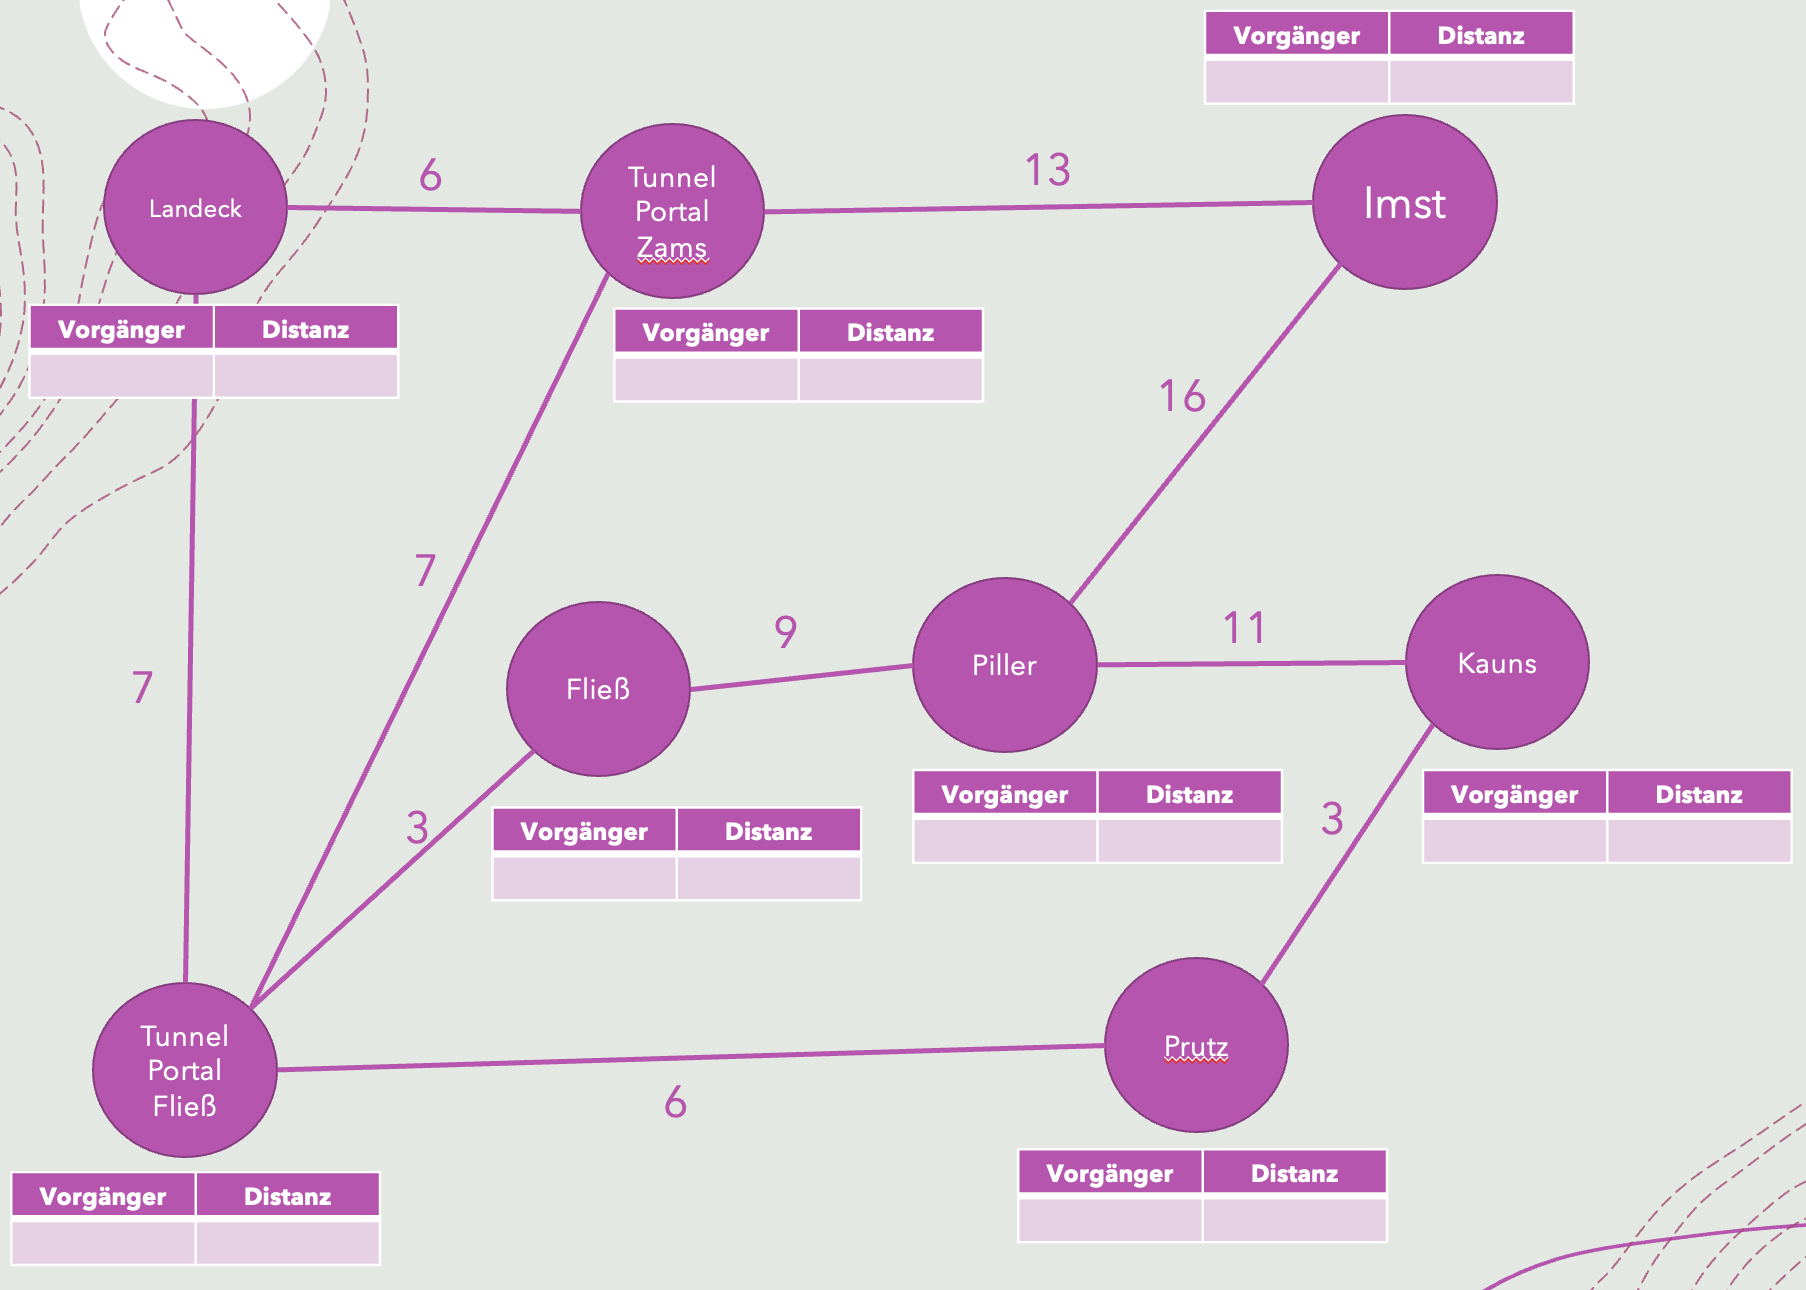 Vorgänger Distanz
Landeck
6
Tunnel
Portal
Zams
13
Imst
Vorgänger Distanz
Vorgänger Distanz
16
7
7
Fließ
9
Piller
11
Kauns
3
Vorgänger Distanz
Vorgänger Distanz
3
Vorgänger Distanz
Tunnel
Portal
Fließ
6
Prutz
Vorgänger Distanz
Vorgänger Distanz